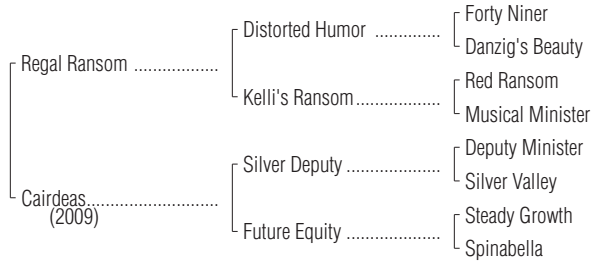 Forty Niner
Distorted Humor ..............
Danzig's Beauty
Regal Ransom ..................
Red Ransom
Kelli's Ransom..................
Musical Minister
Deputy Minister
Silver Deputy ....................
Silver Valley
Cairdeas............................
(2009)
Steady Growth
Future Equity ....................
Spinabella